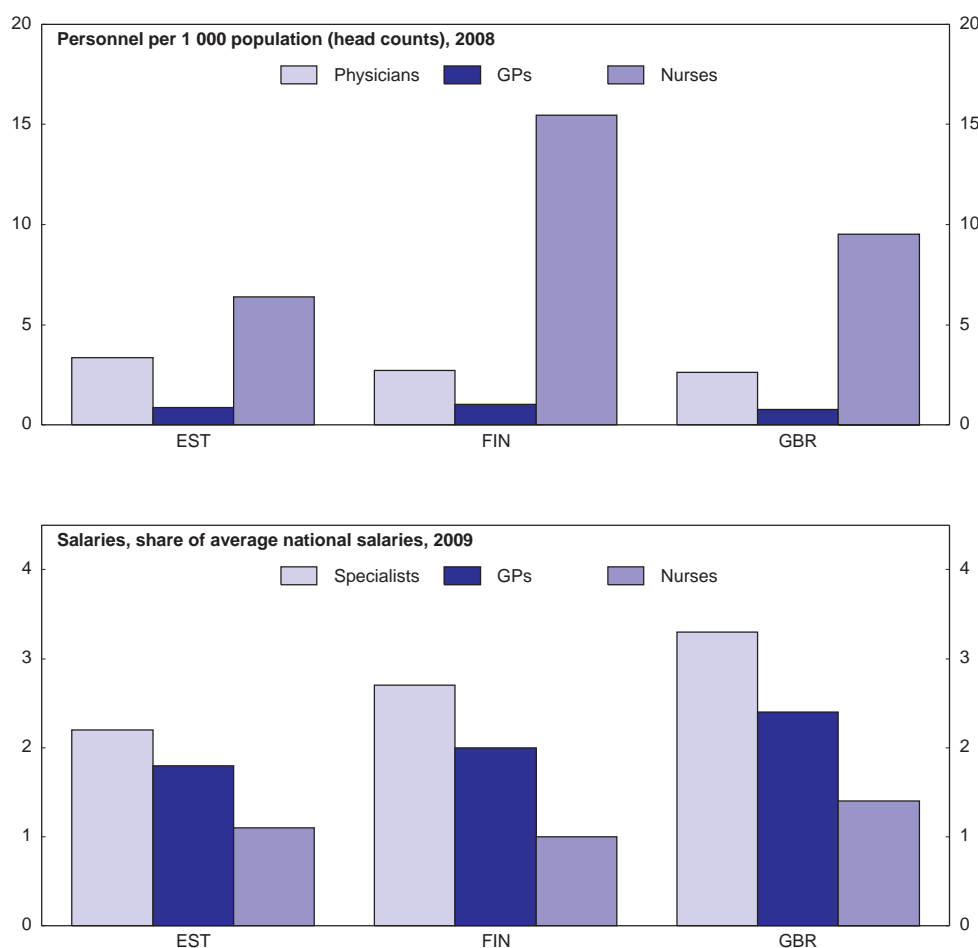 Personnel per 1 000 population (head counts), 2008
Physicians GPs Nurses
20 20
15 15
10 10
5 5
0 0
EST FIN GBR
Salaries, share of average national salaries, 2009
Specialists GPs Nurses
4 4
3 3
2 2
1 1
0 0
EST FIN GBR